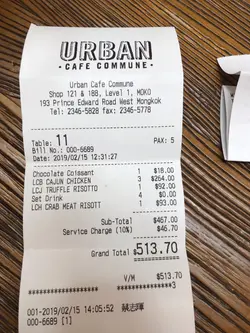 URBAN
· CAFE COMMUNE ·
Urban Cafe Commune
Shop 121 & 188, Level 1, MOKO
193 Prince Edward Road West Mongkok
Tel: 2346-5828 fax: 2346-5778
Table: 11 PAX: 5
Bill No.: 000-6689
Date: 2019/02/15 12:31:27
Chocolate Coissant 1 $18.00
LCB CAJUN CHICKEN 3 $264.00
LCJ TRUFFLE RISOTTO 1 $92.00
Set Drink 4 $0.00
LCH CRAB MEAT RISOTT 1 $93.00
Sub-Total $467.00
Service Charge (10%) $46.70
Grand Total $513.70
V/M $513.70
001-2019/02/15 14:05:52
000-6689 [1]